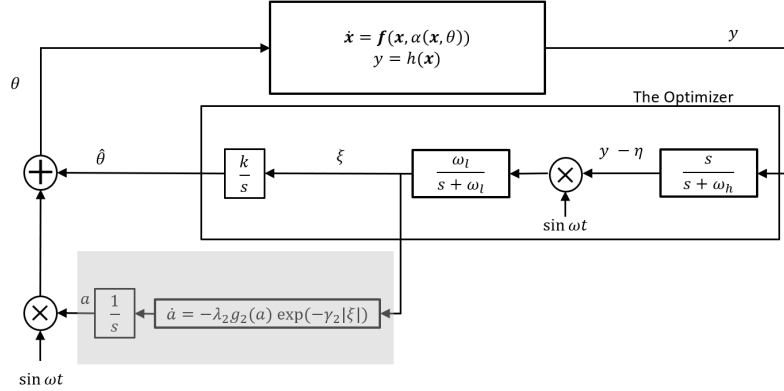 ẋ = f(x, α(x, θ))
y = h(x)
y
θ
The Optimizer
θ̂
k/s
ξ
ω_l/(s + ω_l)
×
y − η
s/(s + ω_h)
+
sin ωt
×
a
1/s
ȧ = −λ₂g₂(a) exp(−γ₂|ξ|)
sin ωt